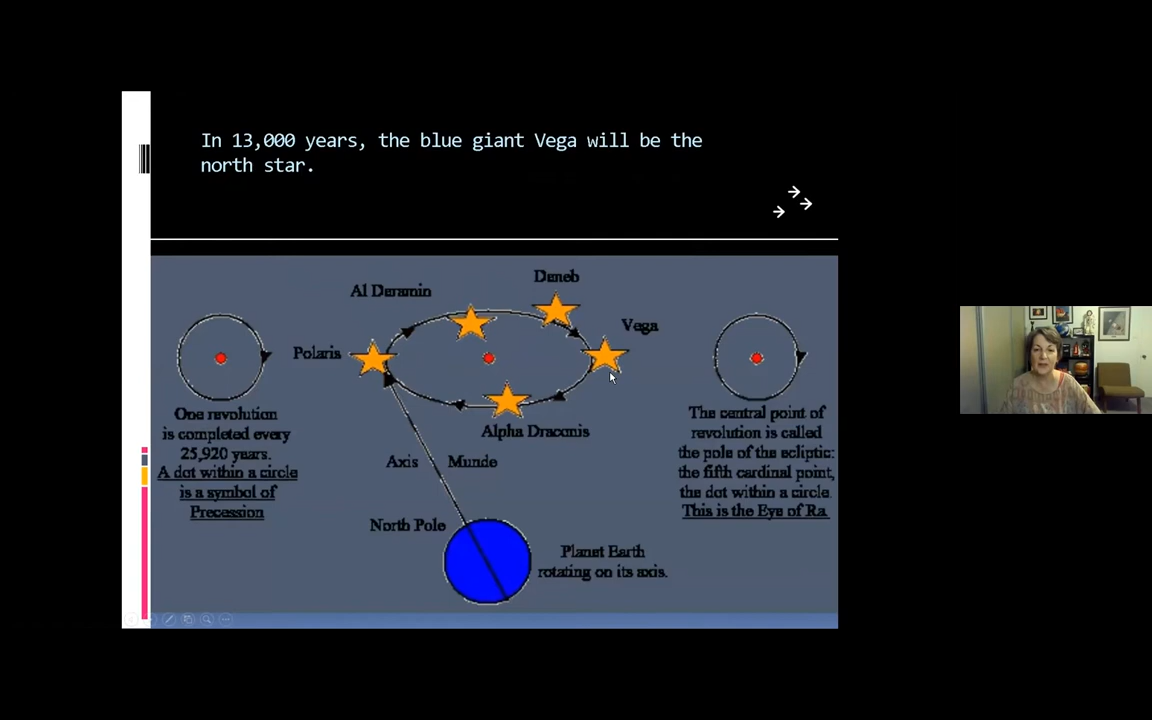 In 13,000 years, the blue giant Vega will be the
north star.
Deneb
Al Deramin
Vega
Polaris
One revolution
is completed every
25,920 years.
A dot within a circle
is a symbol of
Precession
Alpha Draconis
The central point of
revolution is called
the pole of the ecliptic:
the fifth cardinal point,
the dot within a circle.
This is the Eye of Ra.
Axis Munde
North Pole
Planet Earth
rotating on its axis.